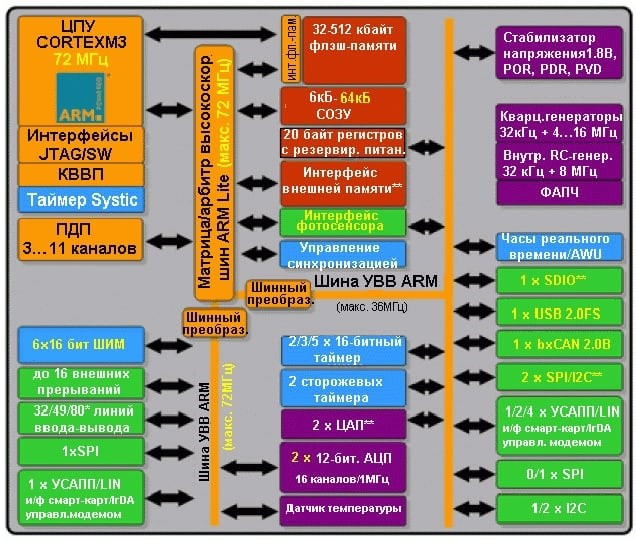 ЦПУ
CORTEXM3
72 МГц
ARM
Интерфейсы
JTAG/SW
КВВП
Таймер Systic
ПДП
3…11 каналов
Матрица/арбитр высокоскор.
шин ARM Lite (макс. 72 МГц)
инт фл.-пам
32-512 кбайт
флэш-памяти
6кБ- 64кБ
СОЗУ
20 байт регистров
с резервир. питан.
Интерфейс
внешней памяти**
Интерфейс
фотосенсора
Управление
синхронизацией
Стабилизатор
напряжения1.8В,
POR, PDR, PVD
Кварц.генераторы
32кГц + 4…16 МГц
Внутр. RC-генер.
32 кГц + 8 МГц
ФАПЧ
Шина УВВ ARM
(макс. 36МГц)
Шинный
преобраз.
Шинный
преобраз.
Часы реального
времени/AWU
1 x SDIO**
1 x USB 2.0FS
1 x bxCAN 2.0B
2 x SPI/I2C**
1/2/4 x УСАПП/LIN
и/ф смарт-карт/IrDA
управл. модемом
0/1 x SPI
1/2 x I2C
6x16 бит ШИМ
до 16 внешних
прерываний
32/49/80* линий
ввода-вывода
1xSPI
1 x УСАПП/LIN
и/ф смарт-карт/IrDA
управл.модемом
Шина УВВ ARM
(макс. 72МГц)
2/3/5 x 16-битный
таймер
2 сторожевых
таймера
2 x ЦАП**
2 x 12-бит. АЦП
16 каналов/1МГц
Датчик температуры